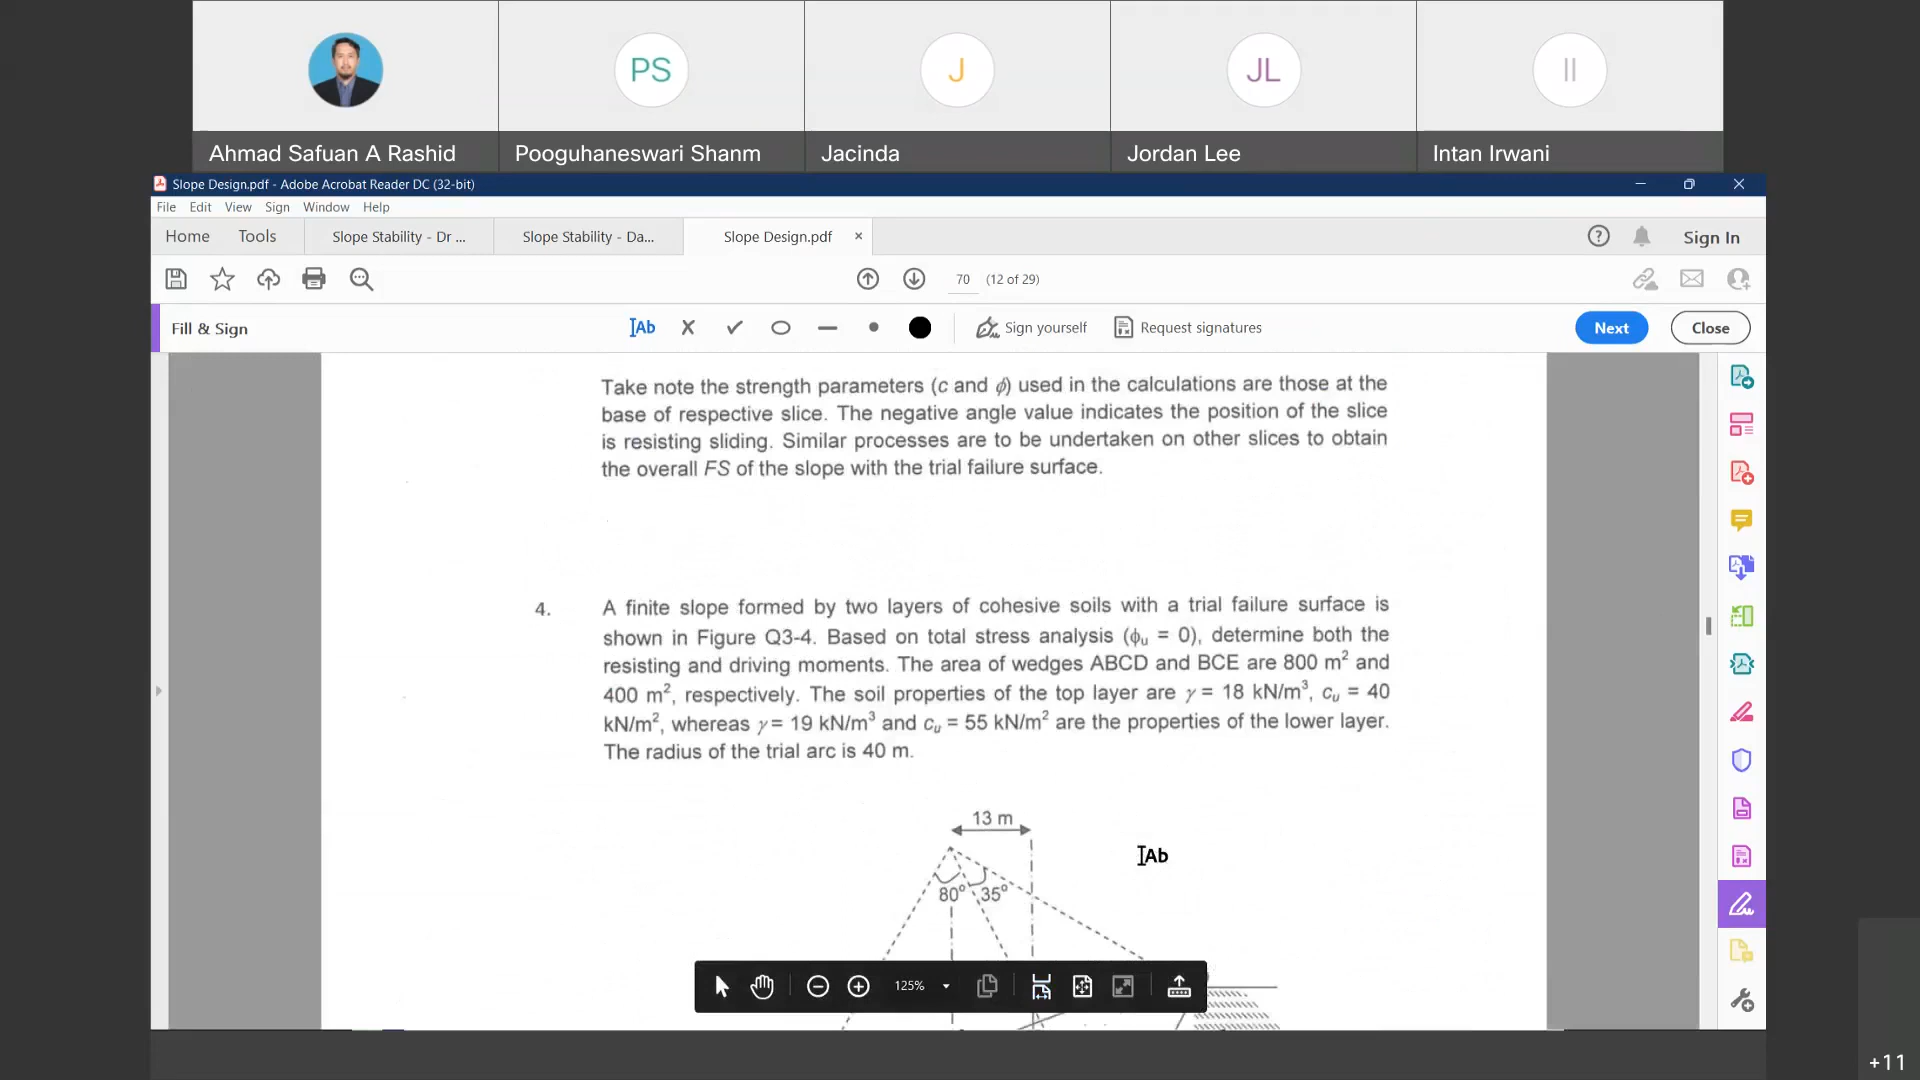 PS
J
JL
II
Ahmad Safuan A Rashid
Pooguhaneswari Shanm
Jacinda
Jordan Lee
Intan Irwani
Slope Design.pdf - Adobe Acrobat Reader DC (32-bit)
File Edit View Sign Window Help
Home Tools Slope Stability - Dr ... Slope Stability - Da... Slope Design.pdf × Sign In
70 (12 of 29)
Fill & Sign Ab Sign yourself Request signatures Next Close
Take note the strength parameters (c and ϕ) used in the calculations are those at the
base of respective slice. The negative angle value indicates the position of the slice
is resisting sliding. Similar processes are to be undertaken on other slices to obtain
the overall FS of the slope with the trial failure surface.
4. A finite slope formed by two layers of cohesive soils with a trial failure surface is
shown in Figure Q3-4. Based on total stress analysis (ϕu = 0), determine both the
resisting and driving moments. The area of wedges ABCD and BCE are 800 m² and
400 m², respectively. The soil properties of the top layer are γ = 18 kN/m³, cu = 40
kN/m², whereas γ = 19 kN/m³ and cu = 55 kN/m² are the properties of the lower layer.
The radius of the trial arc is 40 m.
13 m
Ab
80° 35°
125%
+11